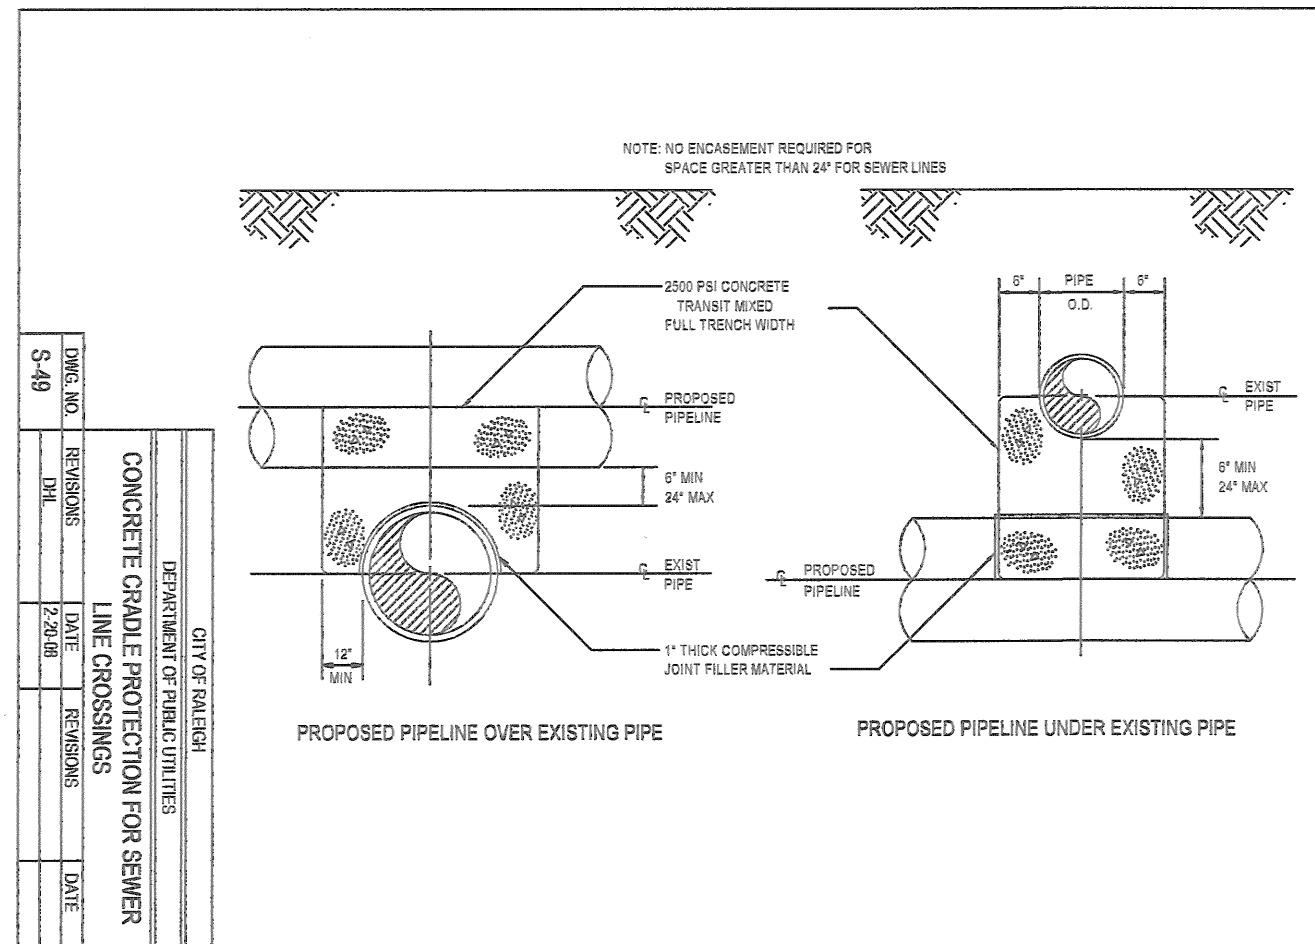 NOTE: NO ENCASEMENT REQUIRED FOR
SPACE GREATER THAN 24" FOR SEWER LINES
2500 PSI CONCRETE
TRANSIT MIXED
FULL TRENCH WIDTH
6"
PIPE
O.D.
6"
PROPOSED
PIPELINE
EXIST
PIPE
6" MIN
24" MAX
6" MIN
24" MAX
EXIST
PIPE
PROPOSED
PIPELINE
12"
MIN
1" THICK COMPRESSIBLE
JOINT FILLER MATERIAL
PROPOSED PIPELINE OVER EXISTING PIPE
PROPOSED PIPELINE UNDER EXISTING PIPE
CITY OF RALEIGH
DEPARTMENT OF PUBLIC UTILITIES
CONCRETE CRADLE PROTECTION FOR SEWER
LINE CROSSINGS
DWG. NO.
REVISIONS
DATE
REVISIONS
DATE
S-49
DHL
2-20-08